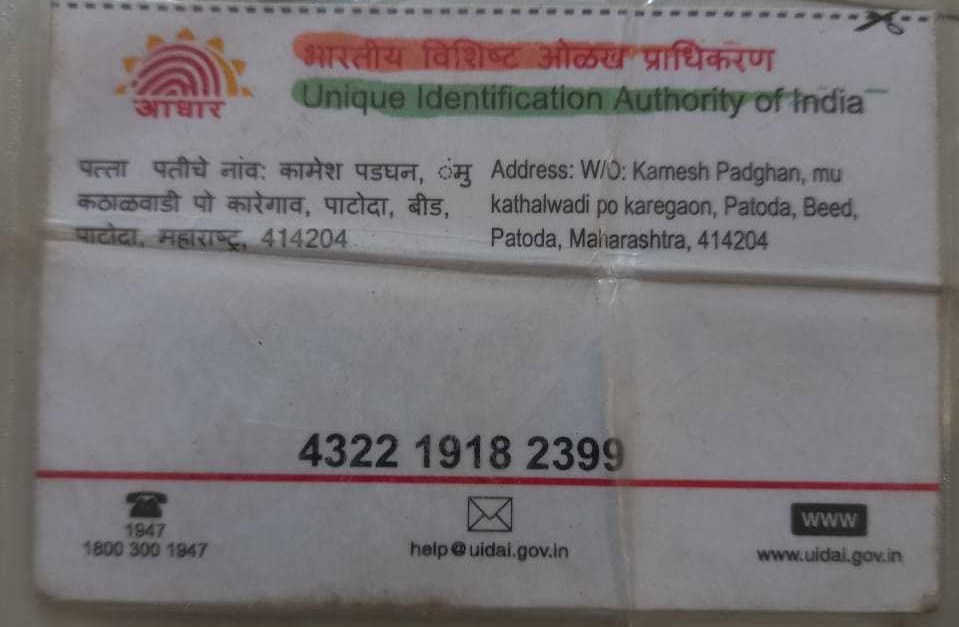 भारतीय विशिष्ट ओळख प्राधिकरण
Unique Identification Authority of India
आधार
पत्ता पतीचे नांव: कामेश पडघन, ंमु
कठाळवाडी पो कारेगाव, पाटोदा, बीड,
पाटोदा, महाराष्ट्र, 414204
Address: W/O: Kamesh Padghan, mu
kathalwadi po karegaon, Patoda, Beed,
Patoda, Maharashtra, 414204
4322 1918 2399
1947
1800 300 1947
help@uidai.gov.in
www
www.uidai.gov.in